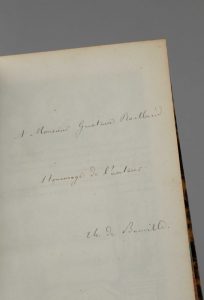 A Monsieur Gustave
Hommage de l'auteur
Th. de Banville.